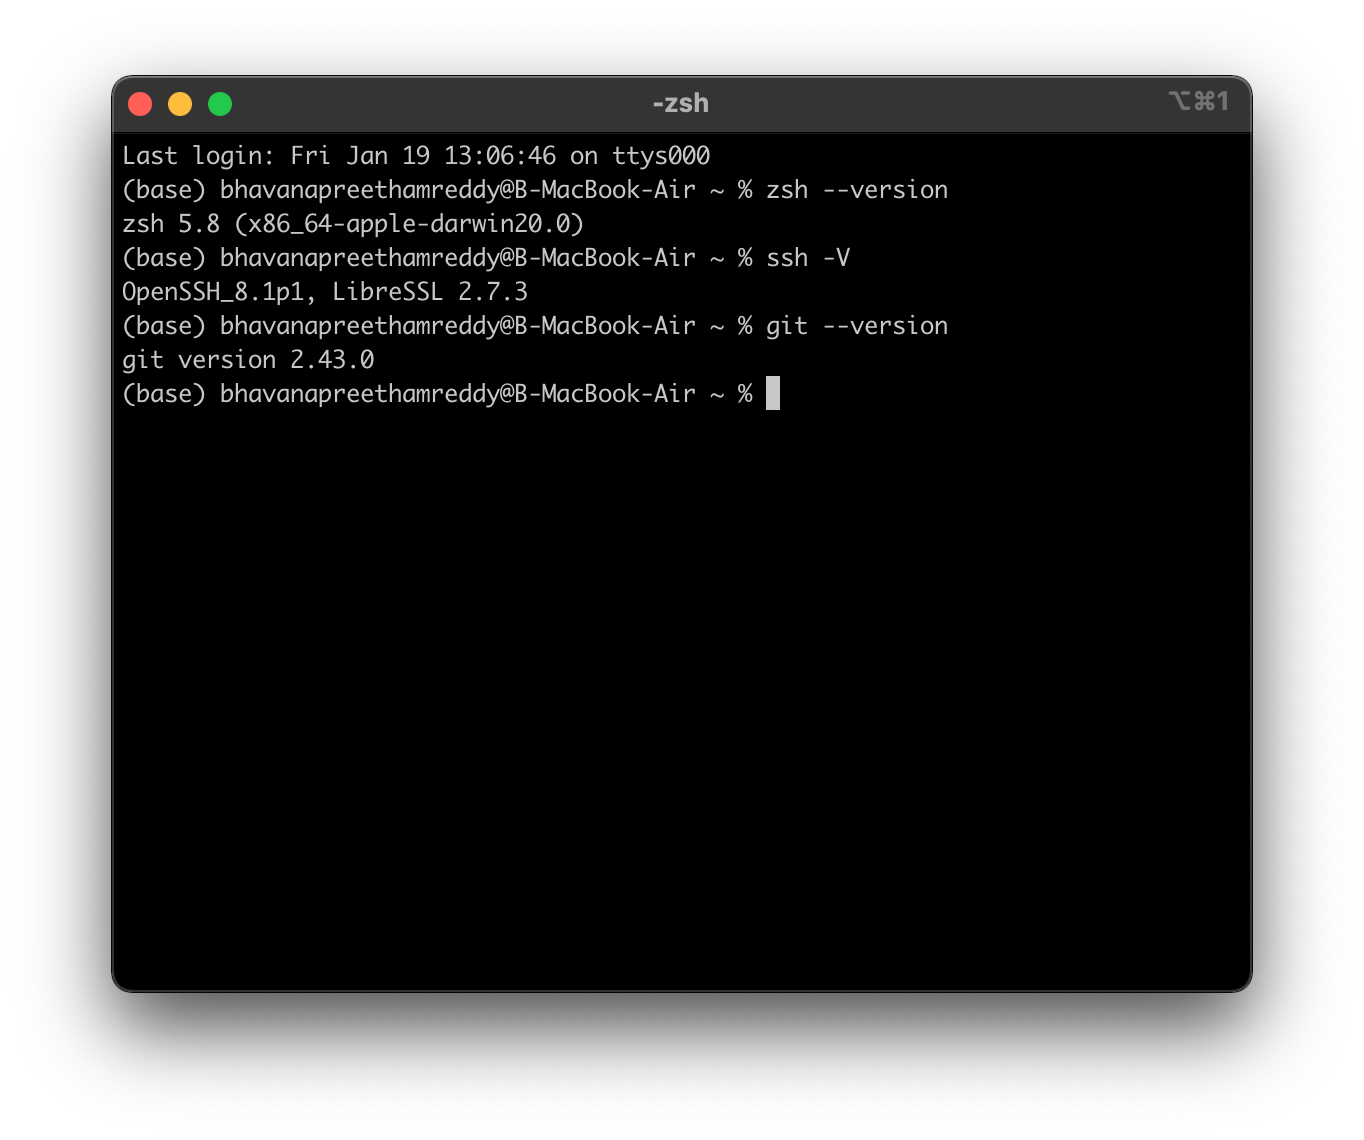 -zsh
⌥⌘1
Last login: Fri Jan 19 13:06:46 on ttys000
(base) bhavanapreethamreddy@B-MacBook-Air ~ % zsh --version
zsh 5.8 (x86_64-apple-darwin20.0)
(base) bhavanapreethamreddy@B-MacBook-Air ~ % ssh -V
OpenSSH_8.1p1, LibreSSL 2.7.3
(base) bhavanapreethamreddy@B-MacBook-Air ~ % git --version
git version 2.43.0
(base) bhavanapreethamreddy@B-MacBook-Air ~ %